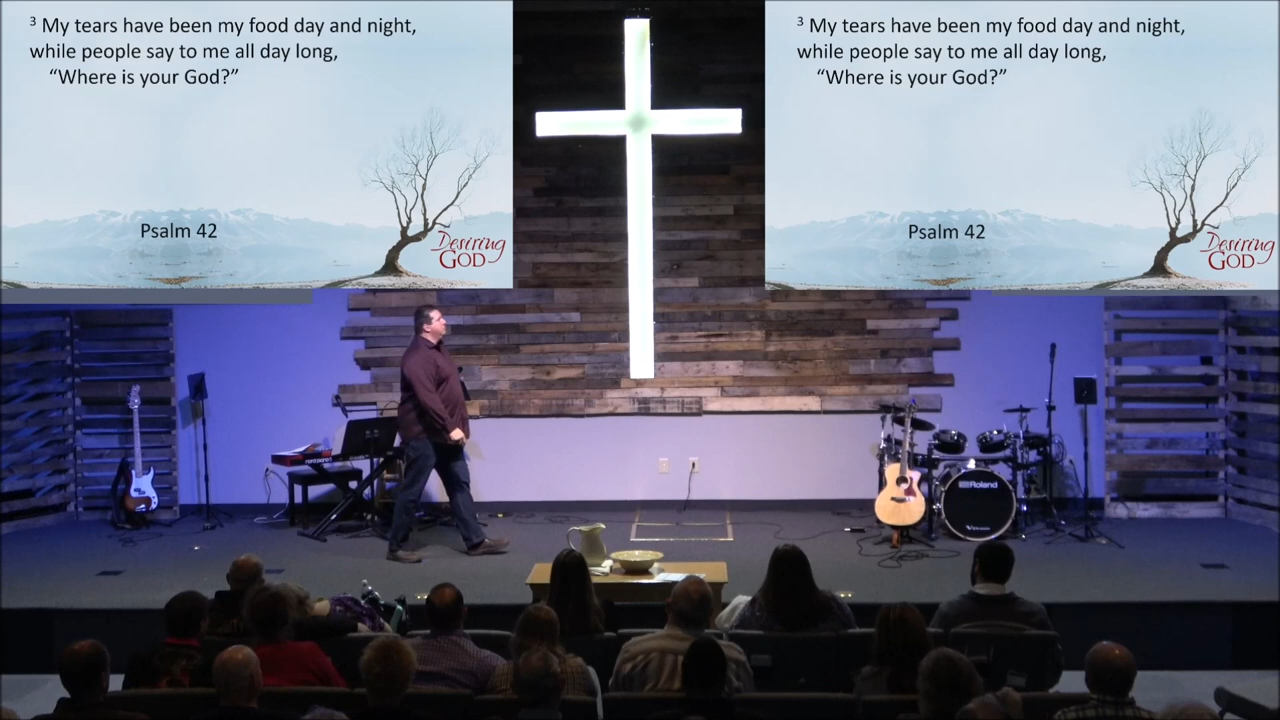 ³ My tears have been my food day and night,
while people say to me all day long,
“Where is your God?”
Psalm 42
Desiring
GOD
³ My tears have been my food day and night,
while people say to me all day long,
“Where is your God?”
Psalm 42
Desiring
GOD
Roland